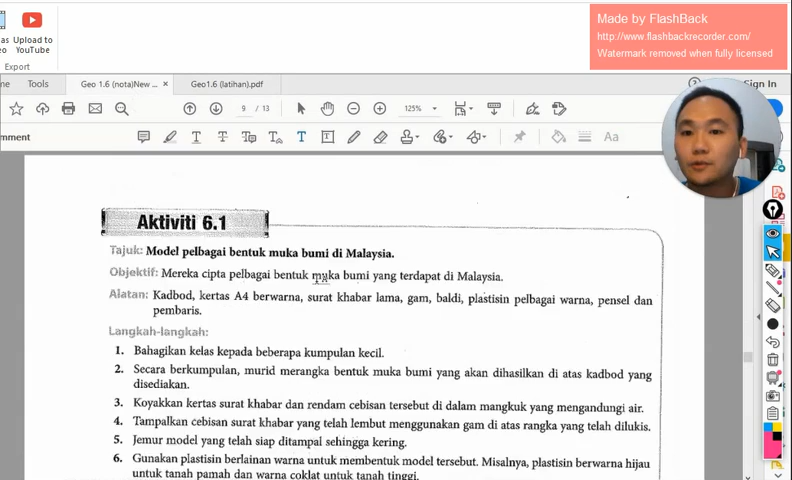 Made by FlashBack
http://www.flashbackrecorder.com/
Watermark removed when fully licensed
as Upload to
eo YouTube
Export
ne Tools Geo 1.6 (nota)New ... × Geo1.6 (latihan).pdf Sign In
9 / 13 125%
mment Aa
Aktiviti 6.1
Tajuk: Model pelbagai bentuk muka bumi di Malaysia.
Objektif: Mereka cipta pelbagai bentuk muka bumi yang terdapat di Malaysia.
Alatan: Kadbod, kertas A4 berwarna, surat khabar lama, gam, baldi, plastisin pelbagai warna, pensel dan
pembaris.
Langkah-langkah:
1. Bahagikan kelas kepada beberapa kumpulan kecil.
2. Secara berkumpulan, murid merangka bentuk muka bumi yang akan dihasilkan di atas kadbod yang
disediakan.
3. Koyakkan kertas surat khabar dan rendam cebisan tersebut di dalam mangkuk yang mengandungi air.
4. Tampalkan cebisan surat khabar yang telah lembut menggunakan gam di atas rangka yang telah dilukis.
5. Jemur model yang telah siap ditampal sehingga kering.
6. Gunakan plastisin berlainan warna untuk membentuk model tersebut. Misalnya, plastisin berwarna hijau
untuk tanah pamah dan warna coklat untuk tanah tinggi.